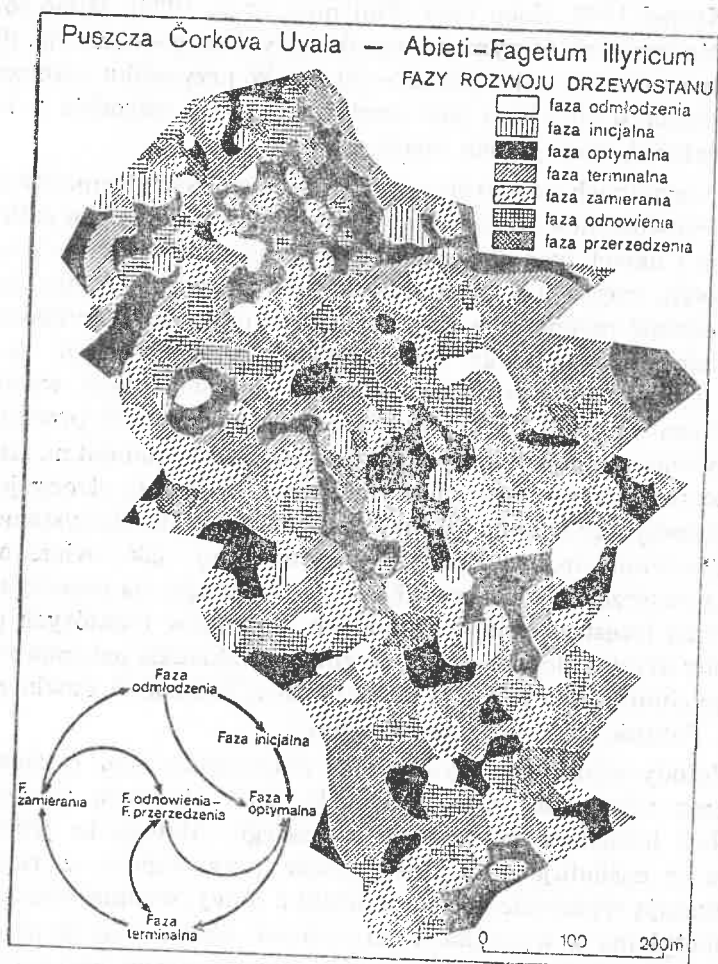 Puszcza Čorkova Uvala — Abieti-Fagetum illyricum
FAZY ROZWOJU DRZEWOSTANU
faza odmłodzenia
faza inicjalna
faza optymalna
faza terminalna
faza zamierania
faza odnowienia
faza przerzedzenia
Faza
odmłodzenia
Faza inicjalna
F.
zamierania
F. odnowienia-
F. przerzedzenia
Faza
optymalna
Faza
terminalna
0 100 200m